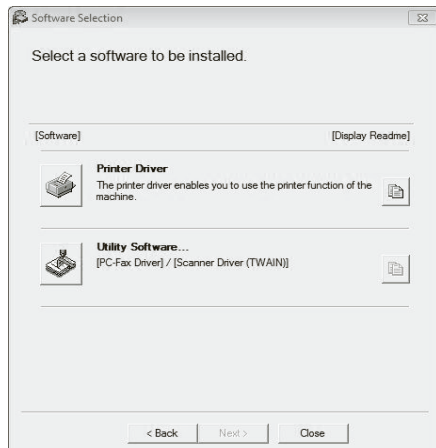 Software Selection
Select a software to be installed.
[Software] [Display Readme]
Printer Driver
The printer driver enables you to use the printer function of the
machine.
Utility Software...
[PC-Fax Driver] / [Scanner Driver (TWAIN)]
< Back Next > Close